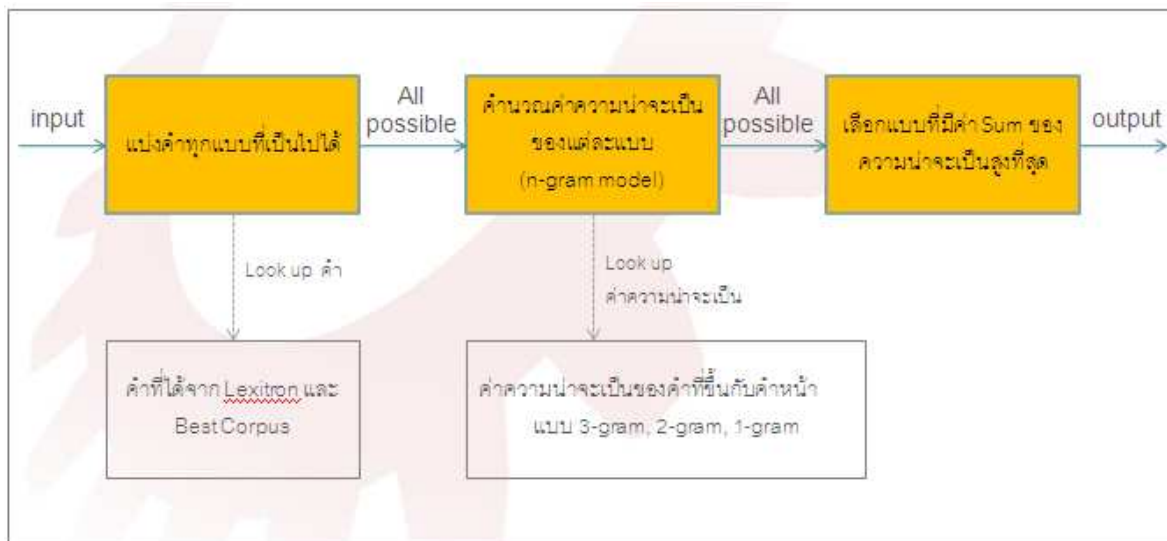 input
แบ่งคำทุกแบบที่เป็นไปได้
All
possible
คำนวณค่าความน่าจะเป็น
ของแต่ละแบบ
(n-gram model)
All
possible
เลือกแบบที่มีค่า Sum ของ
ความน่าจะเป็นสูงที่สุด
output
Look up คำ
Look up
ค่าความน่าจะเป็น
คำที่ได้จาก Lexitron และ
Best Corpus
ค่าความน่าจะเป็นของคำที่ขึ้นกับคำหน้า
แบบ 3-gram, 2-gram, 1-gram